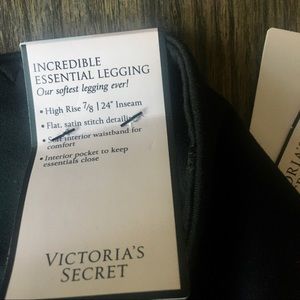 INCREDIBLE
ESSENTIAL LEGGING
Our softest legging ever!
• High Rise 7/8 | 24" Inseam
• Flat, satin stitch detailing
• Soft interior waistband for
comfort
• Interior pocket to keep
essentials close
VICTORIA'S
SECRET